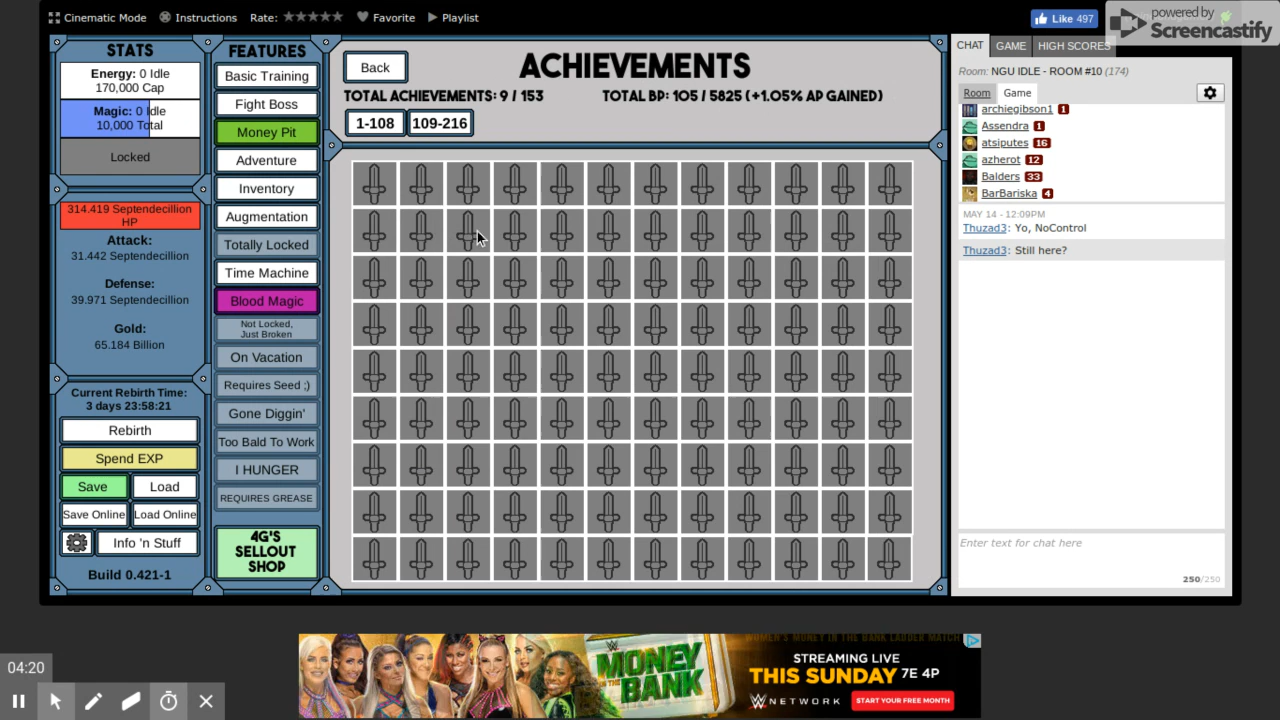 Cinematic Mode Instructions Rate: Favorite Playlist
Like 497
powered by
Screencastify
STATS
Energy: 0 Idle
170,000 Cap
Magic: 0 Idle
10,000 Total
Locked
314.419 Septendecillion
HP
Attack:
31.442 Septendecillion
Defense:
39.971 Septendecillion
Gold:
65.184 Billion
Current Rebirth Time:
3 days 23:58:21
Rebirth
Spend EXP
Save Load
Save Online Load Online
Info 'n Stuff
Build 0.421-1
FEATURES
Basic Training
Fight Boss
Money Pit
Adventure
Inventory
Augmentation
Totally Locked
Time Machine
Blood Magic
Not Locked,
Just Broken
On Vacation
Requires Seed ;)
Gone Diggin'
Too Bald To Work
I HUNGER
REQUIRES GREASE
4G'S
SELLOUT
SHOP
Back
ACHIEVEMENTS
TOTAL ACHIEVEMENTS: 9 / 153 TOTAL BP: 105 / 5825 (+1.05% AP GAINED)
1-108 109-216
CHAT GAME HIGH SCORES
Room: NGU IDLE - ROOM #10 (174)
Room Game
archiegibson1 1
Assendra 1
atsiputes 16
azherot 12
Balders 33
BarBariska 4
MAY 14 - 12:09PM
Thuzad3: Yo, NoControl
Thuzad3: Still here?
Enter text for chat here
250/250
WOMEN'S MONEY IN THE BANK LADDER MATCH
MONEY
IN THE
BANK
STREAMING LIVE
THIS SUNDAY 7E 4P
NETWORK START YOUR FREE MONTH
04:20